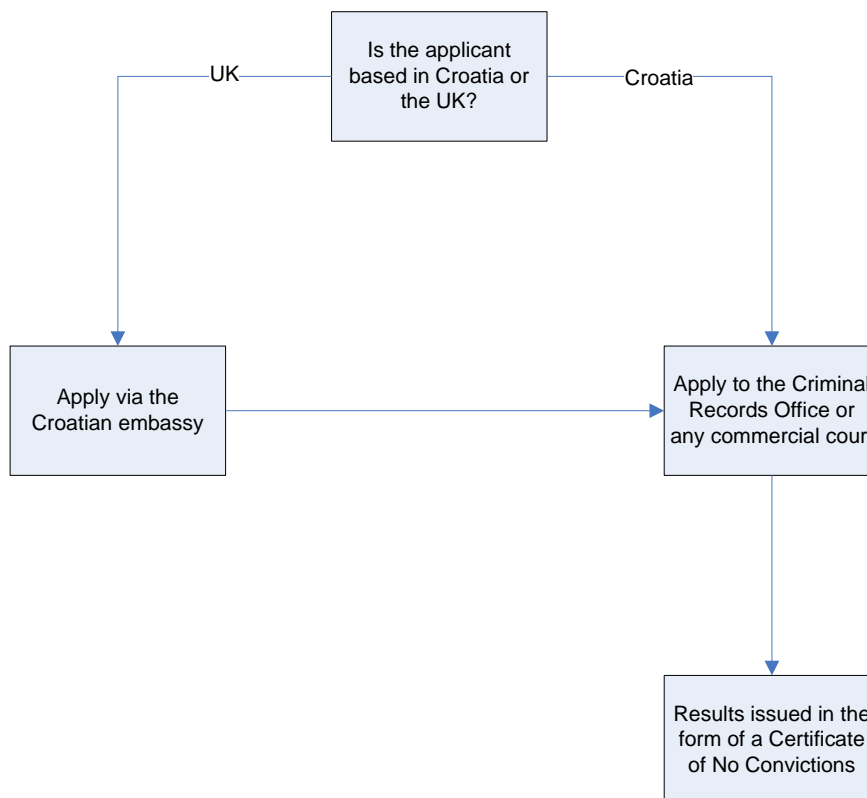 Is the applicant
based in Croatia or
the UK?
UK
Croatia
Apply via the
Croatian embassy
Apply to the Criminal
Records Office or
any commercial cour
Results issued in the
form of a Certificate
of No Convictions